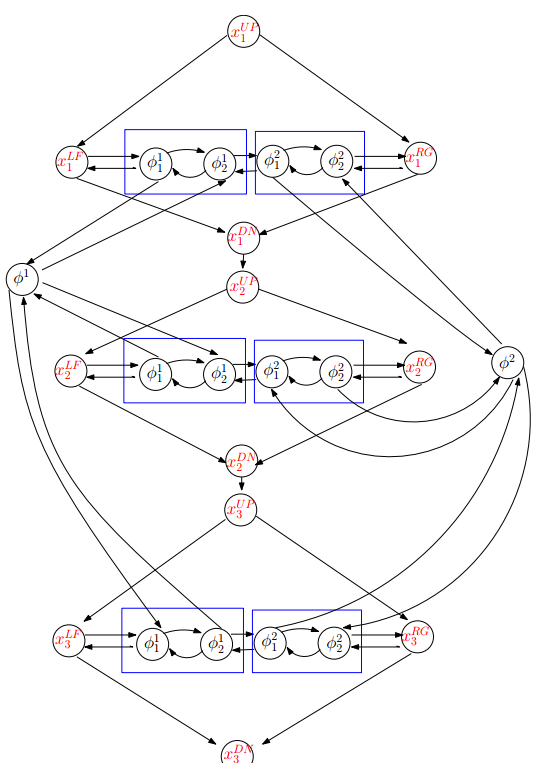 x_1^{UP}
x_1^{LF} ϕ_1^1 ϕ_2^1 ϕ_1^2 ϕ_2^2 x_1^{RG}
x_1^{DN}
ϕ^1
x_2^{UP}
ϕ^2
x_2^{LF} ϕ_1^1 ϕ_2^1 ϕ_1^2 ϕ_2^2 x_2^{RG}
x_2^{DN}
x_3^{UP}
x_3^{LF} ϕ_1^1 ϕ_2^1 ϕ_1^2 ϕ_2^2 x_3^{RG}
x_3^{DN}